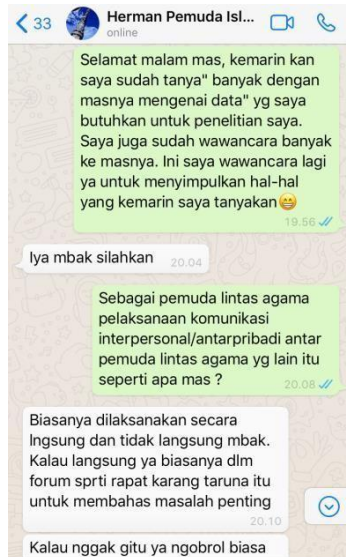 33
Herman Pemuda Isl...
online
Selamat malam mas, kemarin kan
saya sudah tanya" banyak dengan
masnya mengenai data" yg saya
butuhkan untuk penelitian saya.
Saya juga sudah wawancara banyak
ke masnya. Ini saya wawancara lagi
ya untuk menyimpulkan hal-hal
yang kemarin saya tanyakan😁
19.56
Iya mbak silahkan 20.04
Sebagai pemuda lintas agama
pelaksanaan komunikasi
interpersonal/antarpribadi antar
pemuda lintas agama yg lain itu
seperti apa mas ?
20.08
Biasanya dilaksanakan secara
lngsung dan tidak langsung mbak.
Kalau langsung ya biasanya dlm
forum sprti rapat karang taruna itu
untuk membahas masalah penting
20.10
Kalau nggak gitu ya ngobrol biasa